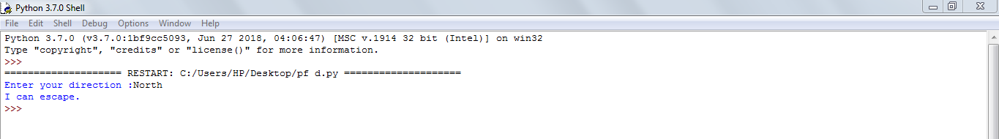 Python 3.7.0 Shell
File Edit Shell Debug Options Window Help
Python 3.7.0 (v3.7.0:1bf9cc5093, Jun 27 2018, 04:06:47) [MSC v.1914 32 bit (Intel)] on win32
Type "copyright", "credits" or "license()" for more information.
>>>
==================== RESTART: C:/Users/HP/Desktop/pf d.py ====================
Enter your direction :North
I can escape.
>>>